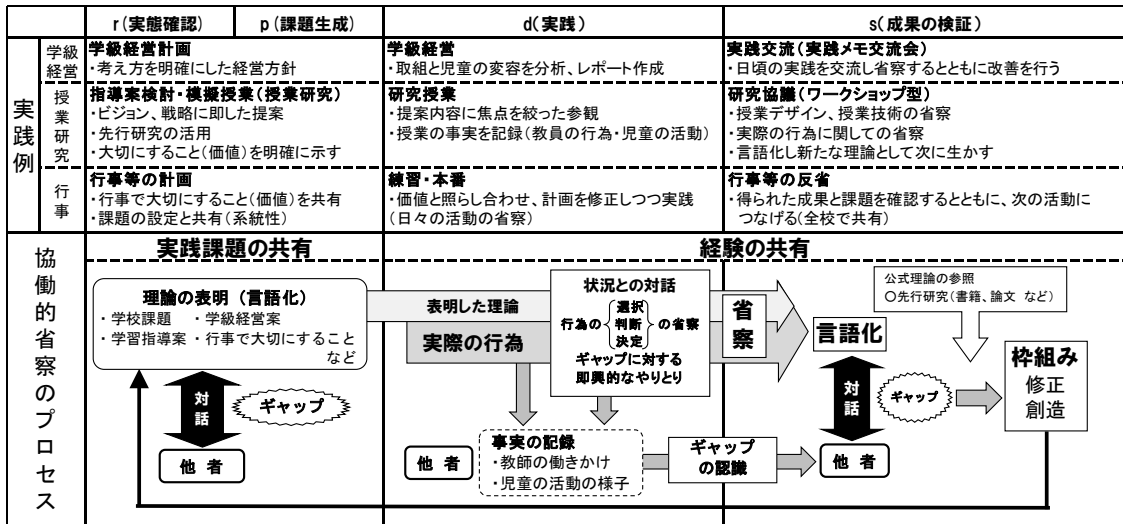 r(実態確認)
p(課題生成)
d(実践)
s(成果の検証)
実践例
学級
経営
学級経営計画
・考え方を明確にした経営方針
学級経営
・取組と児童の変容を分析、レポート作成
実践交流(実践メモ交流会)
・日頃の実践を交流し省察するとともに改善を行う
授業研究
指導案検討・模擬授業(授業研究)
・ビジョン、戦略に即した提案
・先行研究の活用
・大切にすること(価値)を明確に示す
研究授業
・提案内容に焦点を絞った参観
・授業の事実を記録(教員の行為・児童の活動)
研究協議(ワークショップ型)
・授業デザイン、授業技術の省察
・実際の行為に関しての省察
・言語化し新たな理論として次に生かす
行事
行事等の計画
・行事で大切にすること(価値)を共有
・課題の設定と共有(系統性)
練習・本番
・価値と照らし合わせ、計画を修正しつつ実践
(日々の活動の省察)
行事等の反省
・得られた成果と課題を確認するとともに、次の活動に
つなげる(全校で共有)
協働的省察のプロセス
実践課題の共有
経験の共有
理論の表明(言語化)
・学校課題 ・学級経営案
・学習指導案 ・行事で大切にすること
など
対話
ギャップ
他者
表明した理論
実際の行為
状況との対話
行為の
選択
判断
決定
の省察
ギャップに対する
即興的なやりとり
省察
他者
事実の記録
・教師の働きかけ
・児童の活動の様子
ギャップ
の認識
公式理論の参照
〇先行研究(書籍、論文 など)
言語化
対話
ギャップ
他者
枠組み
修正
創造